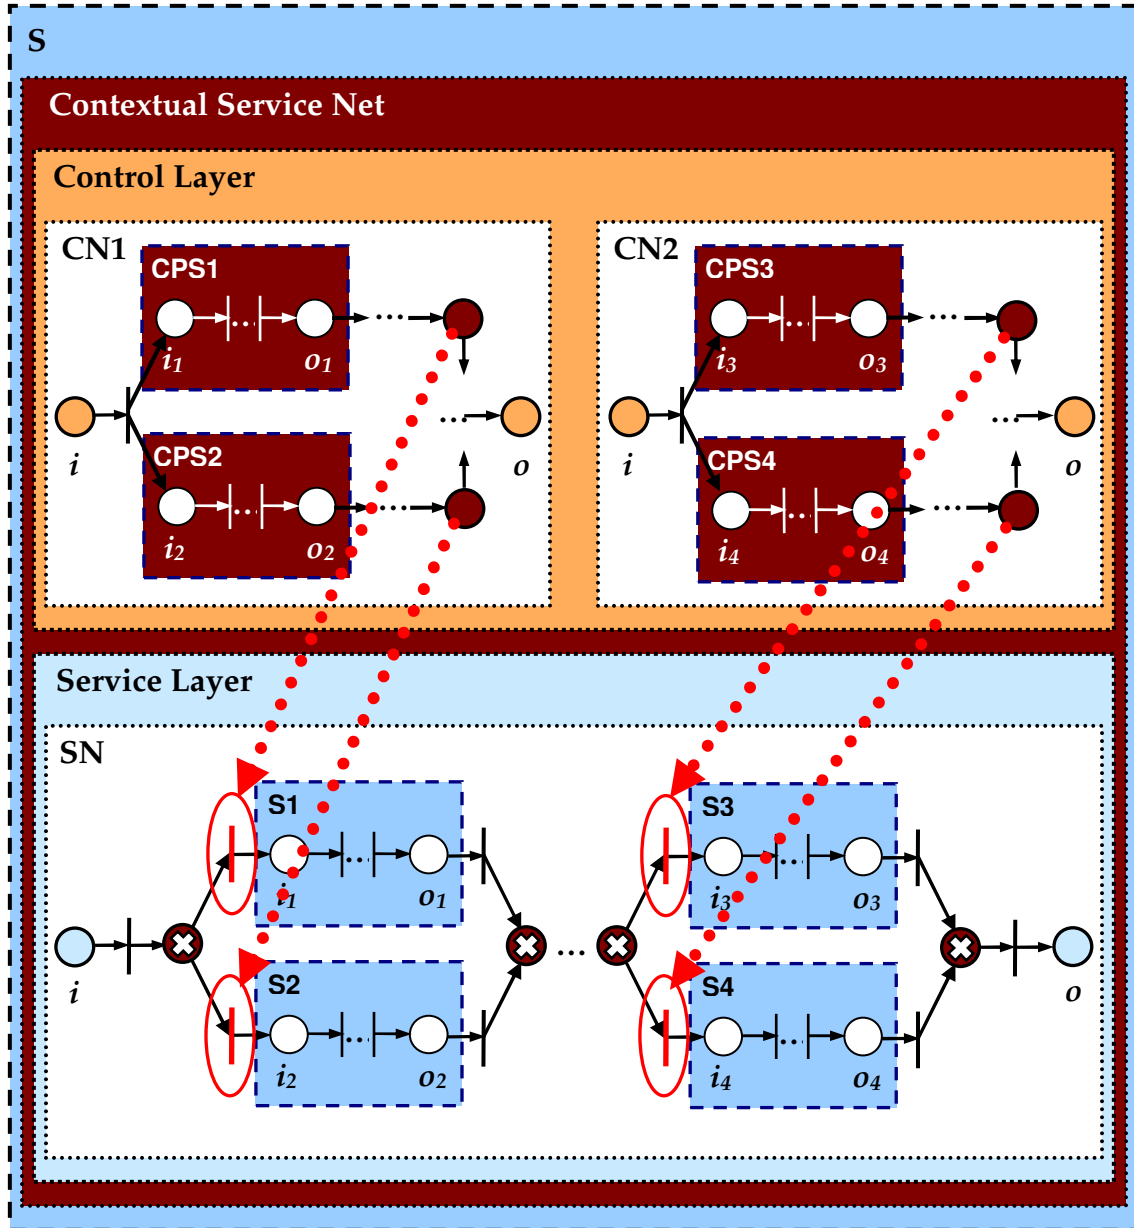 S
Contextual Service Net
Control Layer
CN1
CPS1
... ...
i1 o1
...
i o
CPS2
... ...
i2 o2
CN2
CPS3
... ...
i3 o3
...
i o
CPS4
... ...
i4 o4
Service Layer
SN
S1
...
i1 o1
S3
...
i3 o3
i ... o
S2
...
i2 o2
S4
...
i4 o4